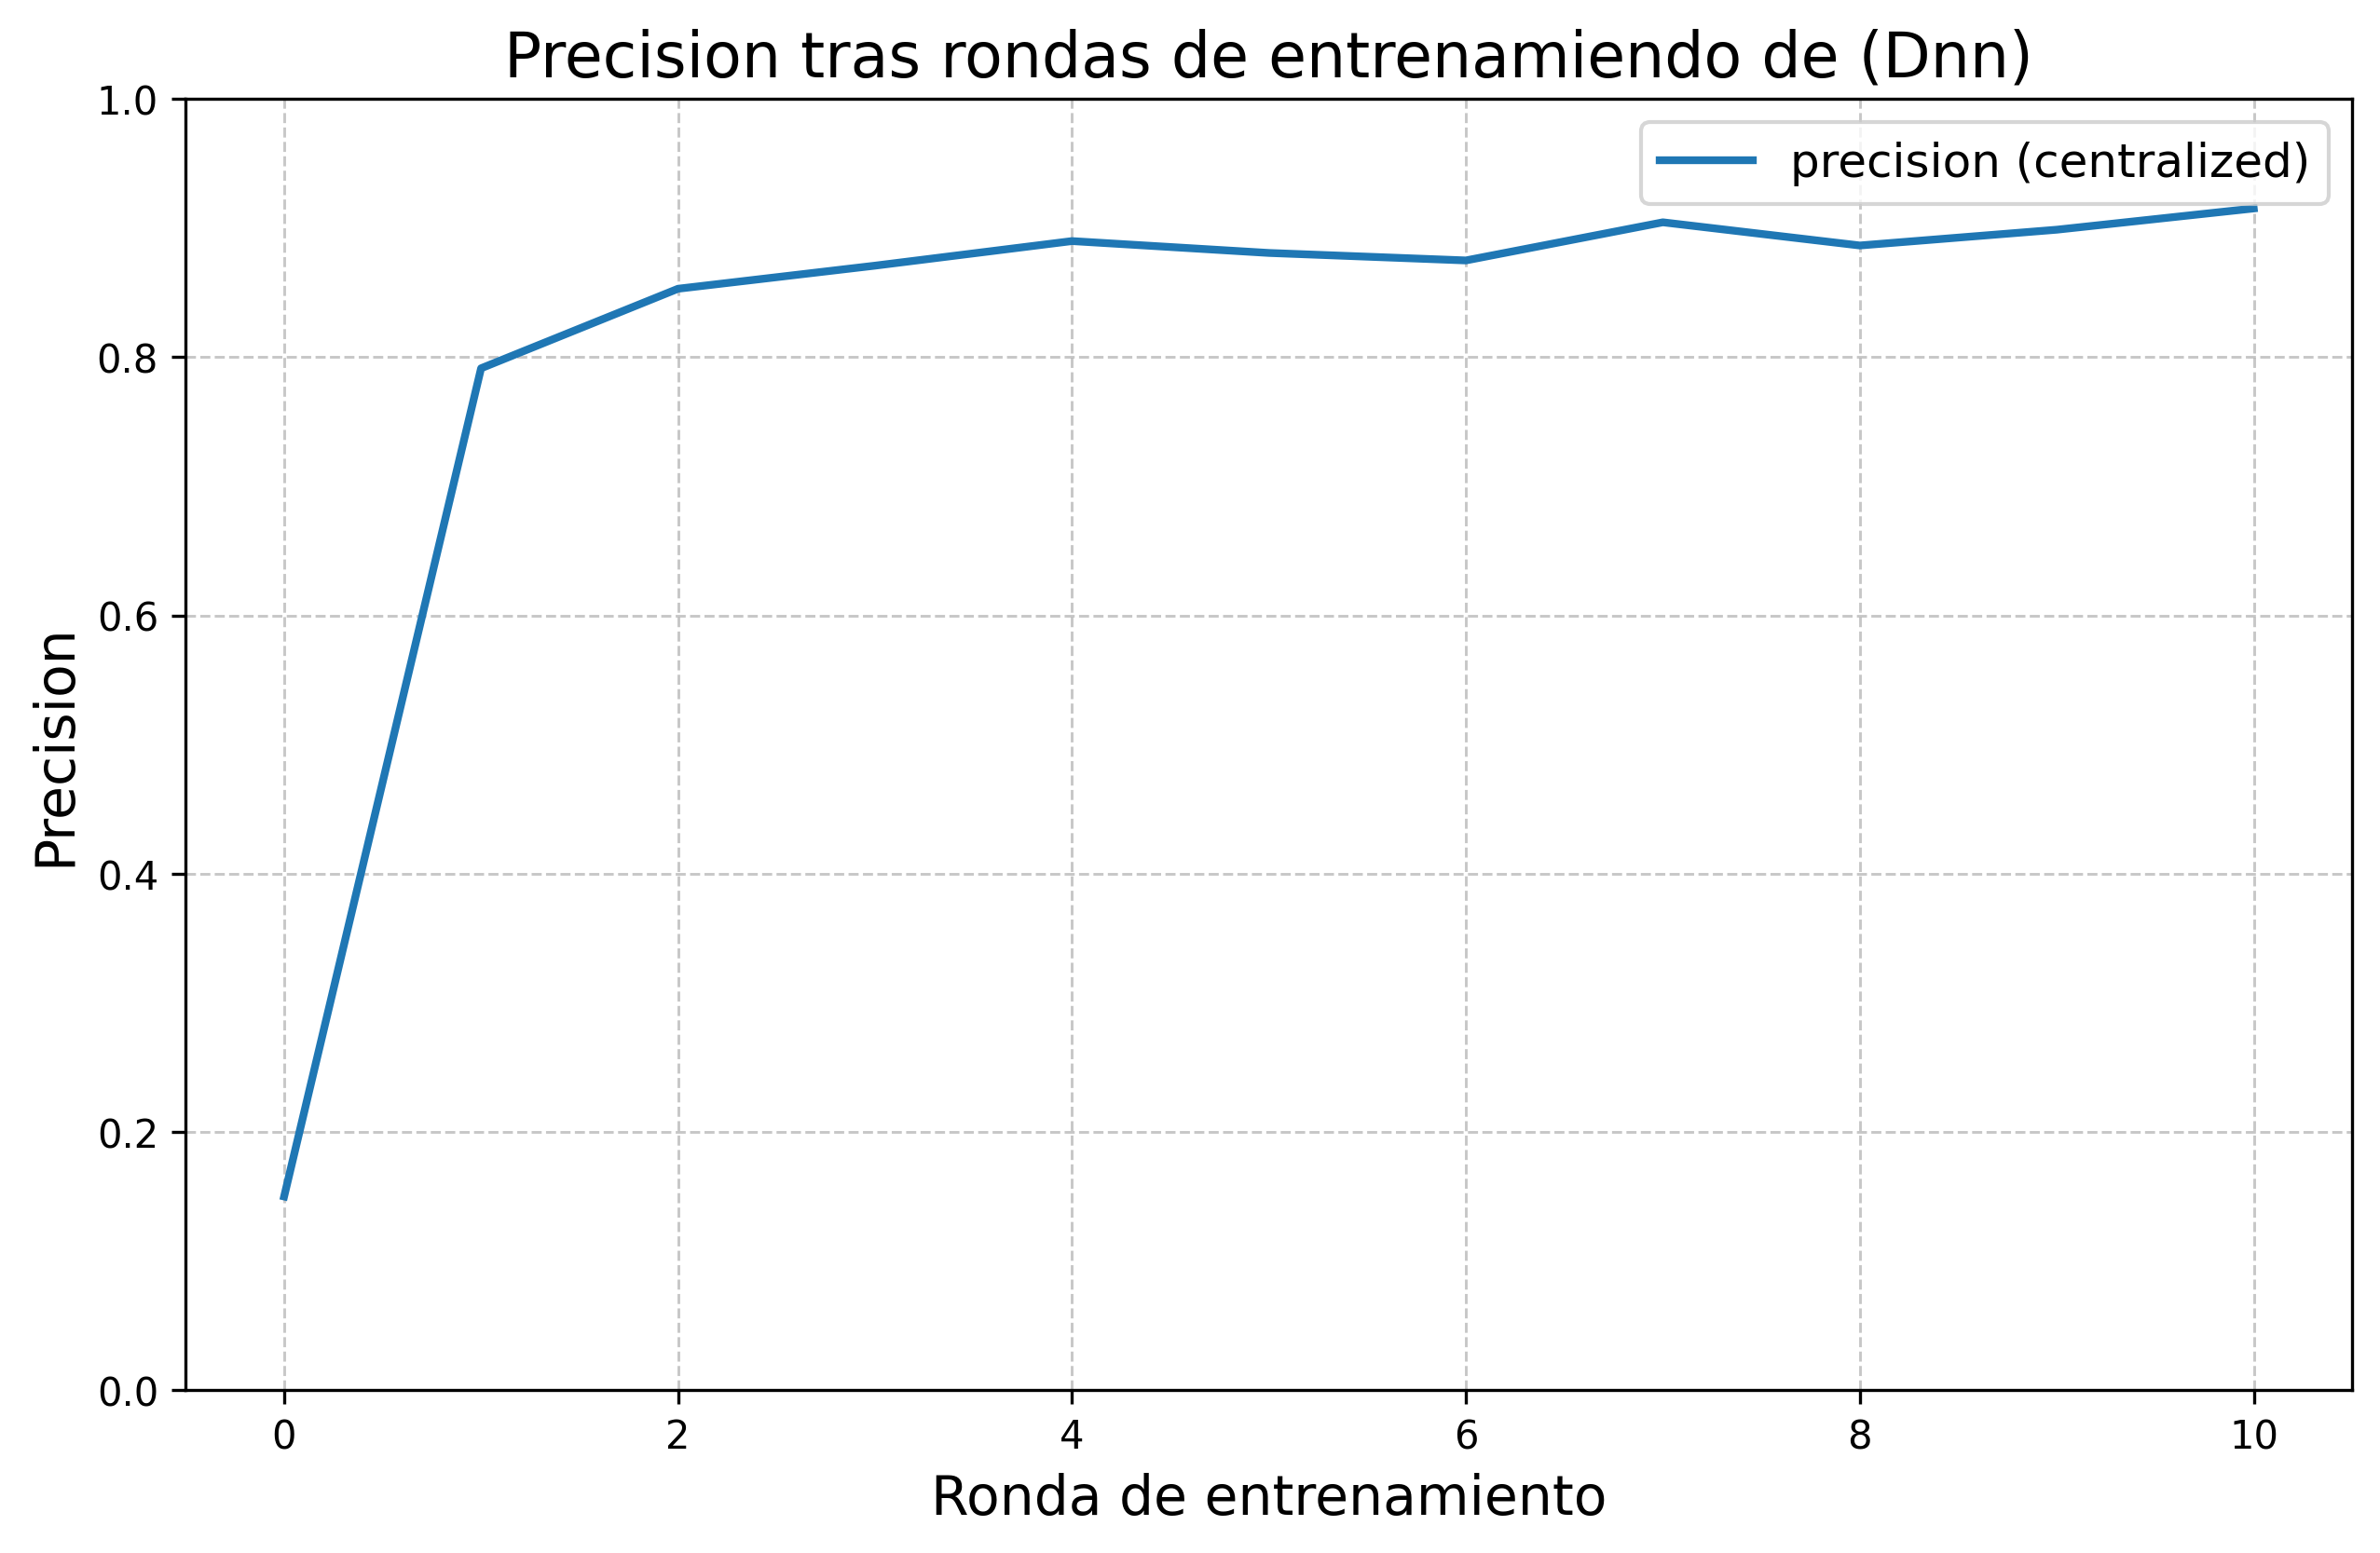 Precision tras rondas de entrenamiendo de (Dnn)
precision (centralized)
Precision
1.0
0.8
0.6
0.4
0.2
0.0
0 2 4 6 8 10
Ronda de entrenamiento